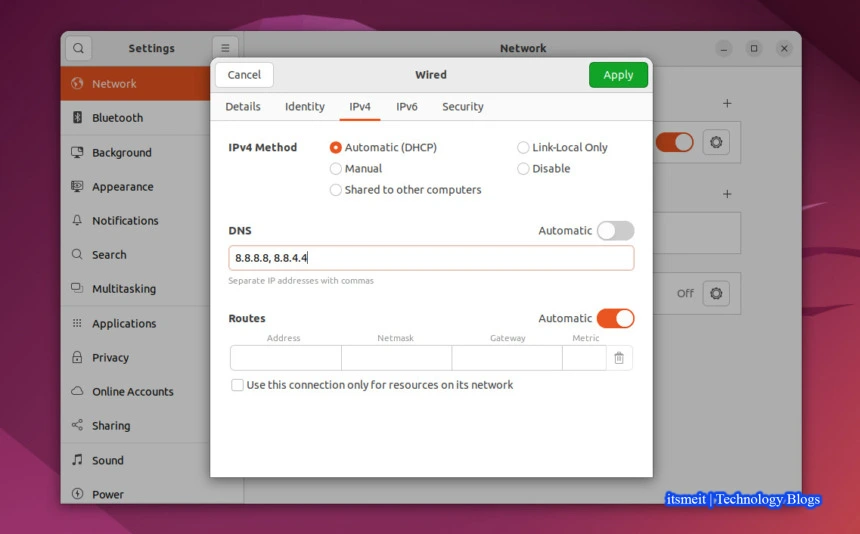 Settings
Network
Cancel
Wired
Apply
Details Identity IPv4 IPv6 Security
Network
Bluetooth
Background
Appearance
Notifications
Search
Multitasking
Applications
Privacy
Online Accounts
Sharing
Sound
Power
IPv4 Method
Automatic (DHCP)
Link-Local Only
Manual
Disable
Shared to other computers
DNS
Automatic
8.8.8.8, 8.8.4.4
Separate IP addresses with commas
Routes
Automatic
Address Netmask Gateway Metric
Use this connection only for resources on its network
Off
itsmeit | Technology Blogs